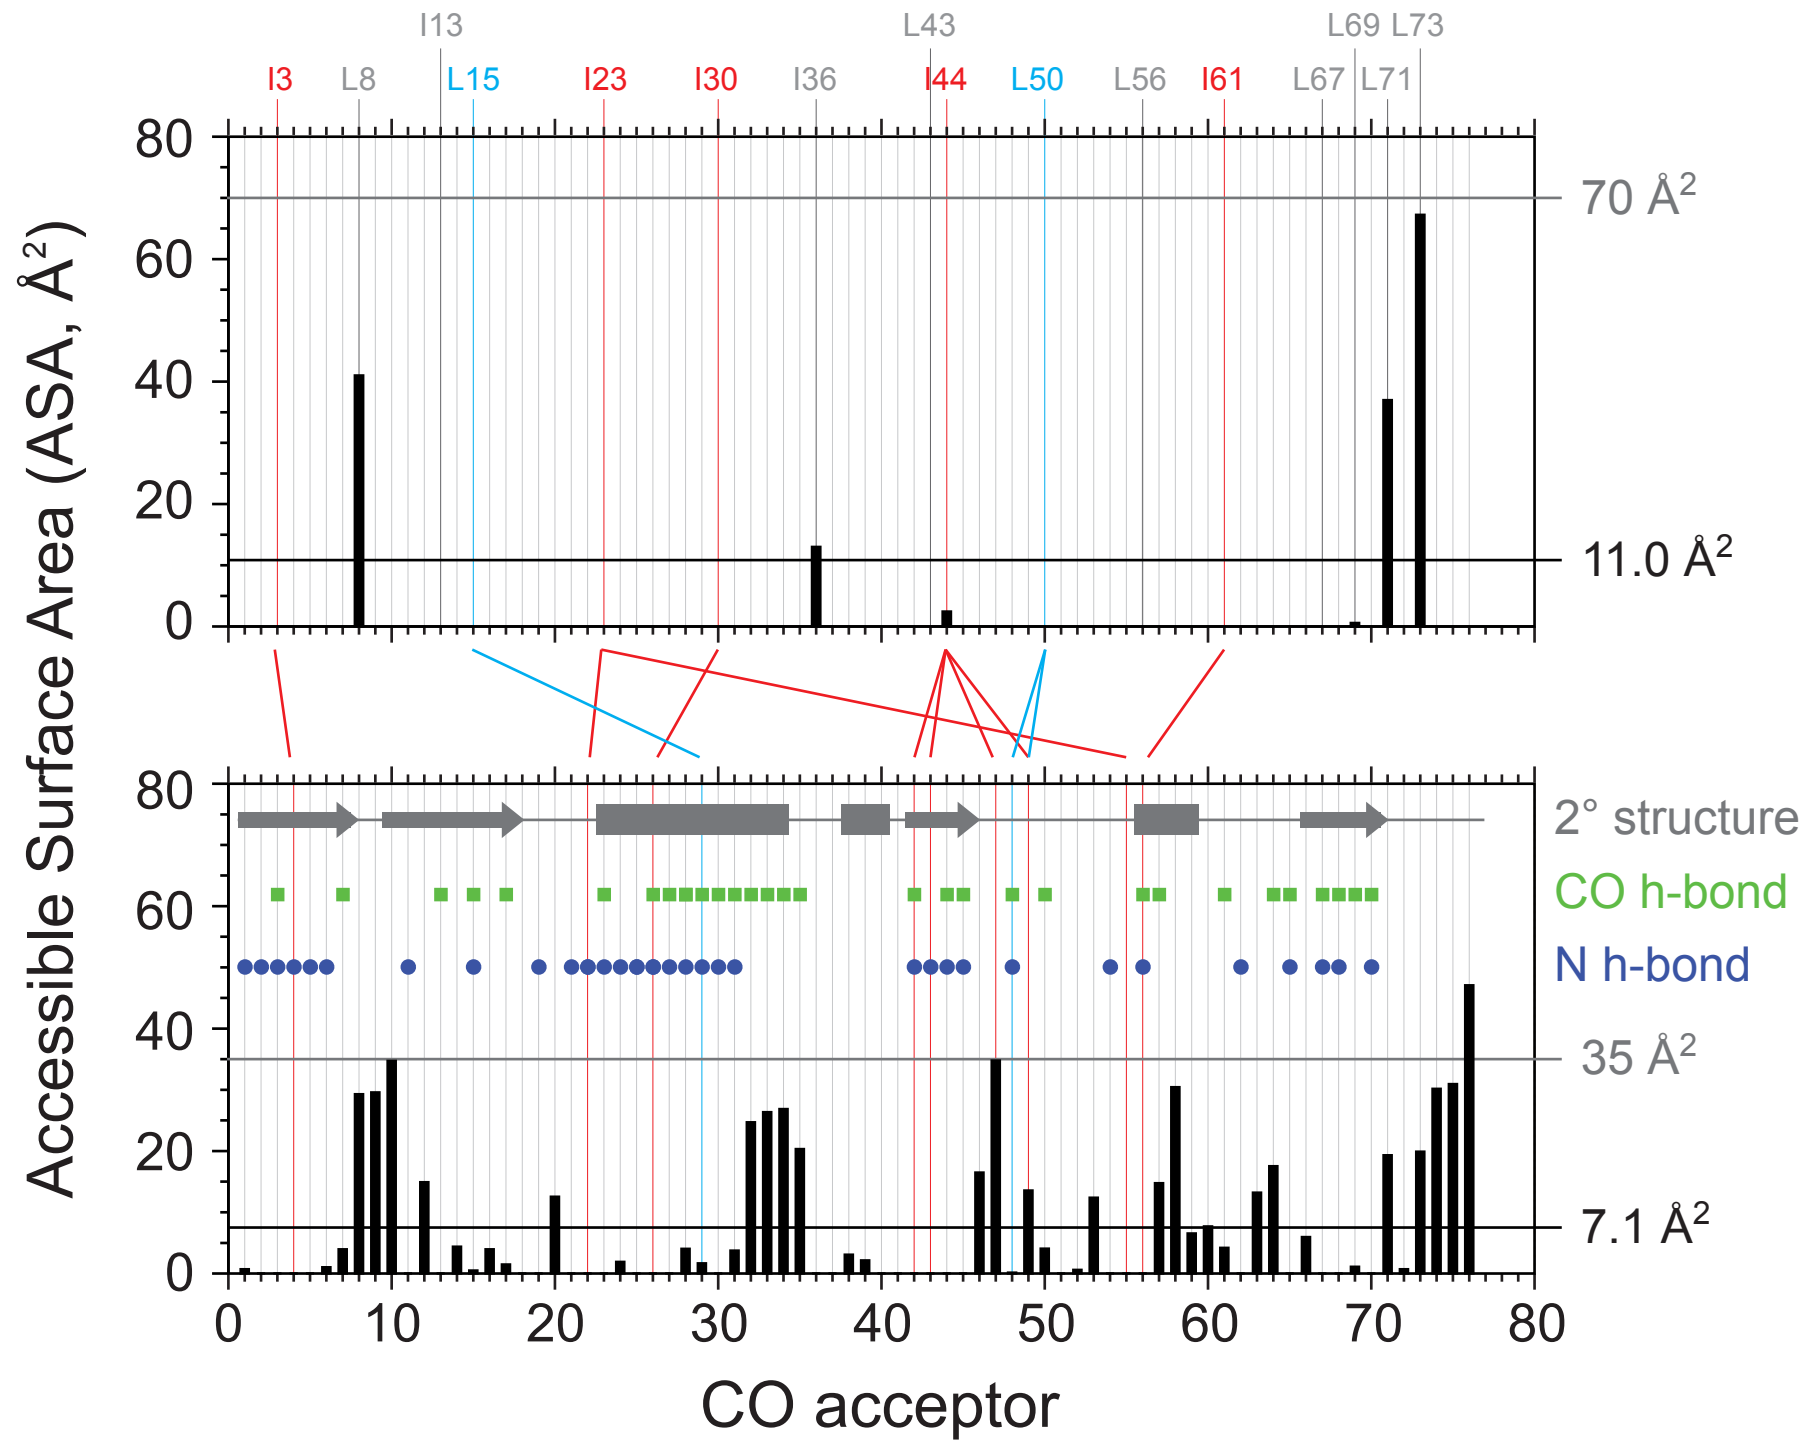 I13 L43 L69 L73
I3 L8 L15 I23 I30 I36 I44 L50 L56 I61 L67 L71
Accessible Surface Area (ASA, Å²)
80
70 Å²
60
40
20
11.0 Å²
0
80
2° structure
60
CO h-bond
N h-bond
40
35 Å²
20
7.1 Å²
0
0 10 20 30 40 50 60 70 80
CO acceptor